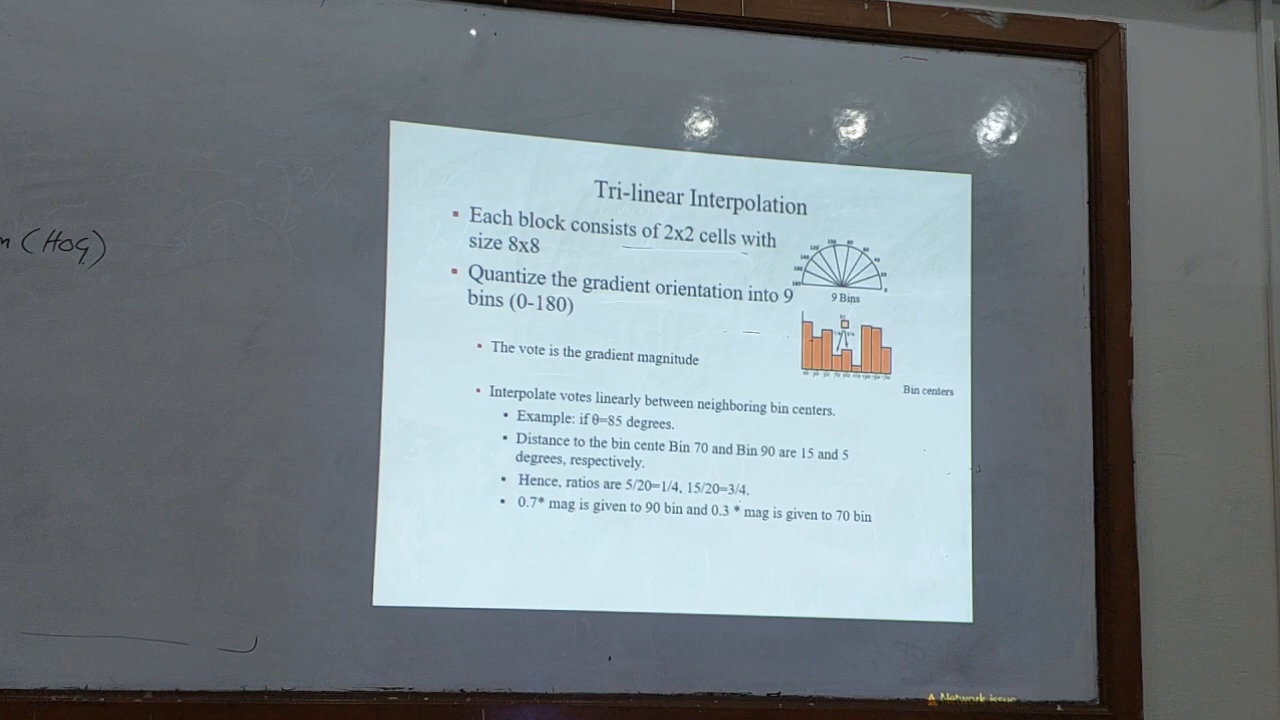 (HOG)
Tri-linear Interpolation
Each block consists of 2x2 cells with
size 8x8
Quantize the gradient orientation into 9
bins (0-180)
9 Bins
The vote is the gradient magnitude
Bin centers
Interpolate votes linearly between neighboring bin centers.
Example: if θ=85 degrees.
Distance to the bin cente Bin 70 and Bin 90 are 15 and 5
degrees, respectively.
Hence, ratios are 5/20=1/4, 15/20=3/4.
0.7* mag is given to 90 bin and 0.3 * mag is given to 70 bin
Network issue